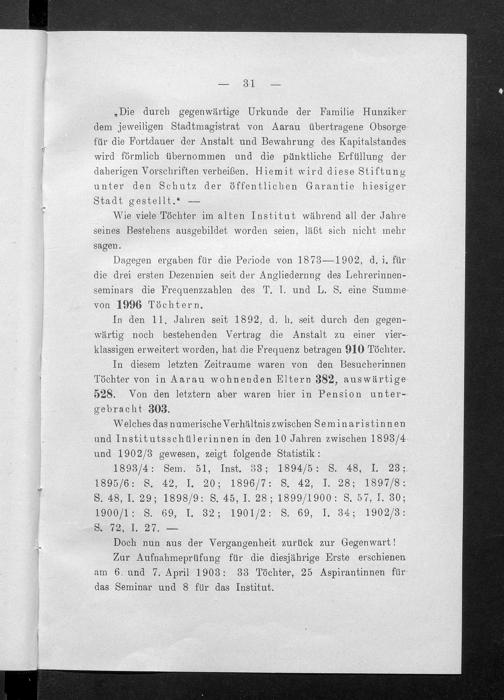 — 31 —
„Die durch gegenwärtige Urkunde der Familie Hunziker
dem jeweiligen Stadtmagistrat von Aarau übertragene Obsorge
für die Fortdauer der Anstalt und Bewahrung des Kapitalstandes
wird förmlich übernommen und die pünktliche Erfüllung der
daherigen Vorschriften verheißen. Hiemit wird diese Stiftung
unter den Schutz der öffentlichen Garantie hiesiger
Stadt gestellt.“ —
Wie viele Töchter im alten Institut während all der Jahre
seines Bestehens ausgebildet worden seien, läßt sich nicht mehr
sagen.
Dagegen ergaben für die Periode von 1873—1902, d. i. für
die drei ersten Dezennien seit der Angliederung des Lehrerinnen-
seminars die Frequenzzahlen des T. I. und L. S. eine Summe
von 1996 Töchtern.
In den 11. Jahren seit 1892, d. h. seit durch den gegen-
wärtig noch bestehenden Vertrag die Anstalt zu einer vier-
klassigen erweitert worden, hat die Frequenz betragen 910 Töchter.
In diesem letzten Zeitraume waren von den Besucherinnen
Töchter von in Aarau wohnenden Eltern 382, auswärtige
528. Von den letztern aber waren hier in Pension unter-
gebracht 303.
Welches das numerische Verhältnis zwischen Seminaristinnen
und Institutsschülerinnen in den 10 Jahren zwischen 1893/4
und 1902/3 gewesen, zeigt folgende Statistik:
1893/4: Sem. 51, Inst. 33; 1894/5: S. 48, I. 23;
1895/6: S. 42, I. 20; 1896/7: S. 42, I. 28; 1897/8:
S. 48, I. 29; 1898/9: S. 45, I. 28; 1899/1900: S. 57, I. 30;
1900/1: S. 69, I. 32; 1901/2: S. 69, I. 34; 1902/3:
S. 72, I. 27. —
Doch nun aus der Vergangenheit zurück zur Gegenwart!
Zur Aufnahmeprüfung für die diesjährige Erste erschienen
am 6. und 7. April 1903: 33 Töchter, 25 Aspirantinnen für
das Seminar und 8 für das Institut.